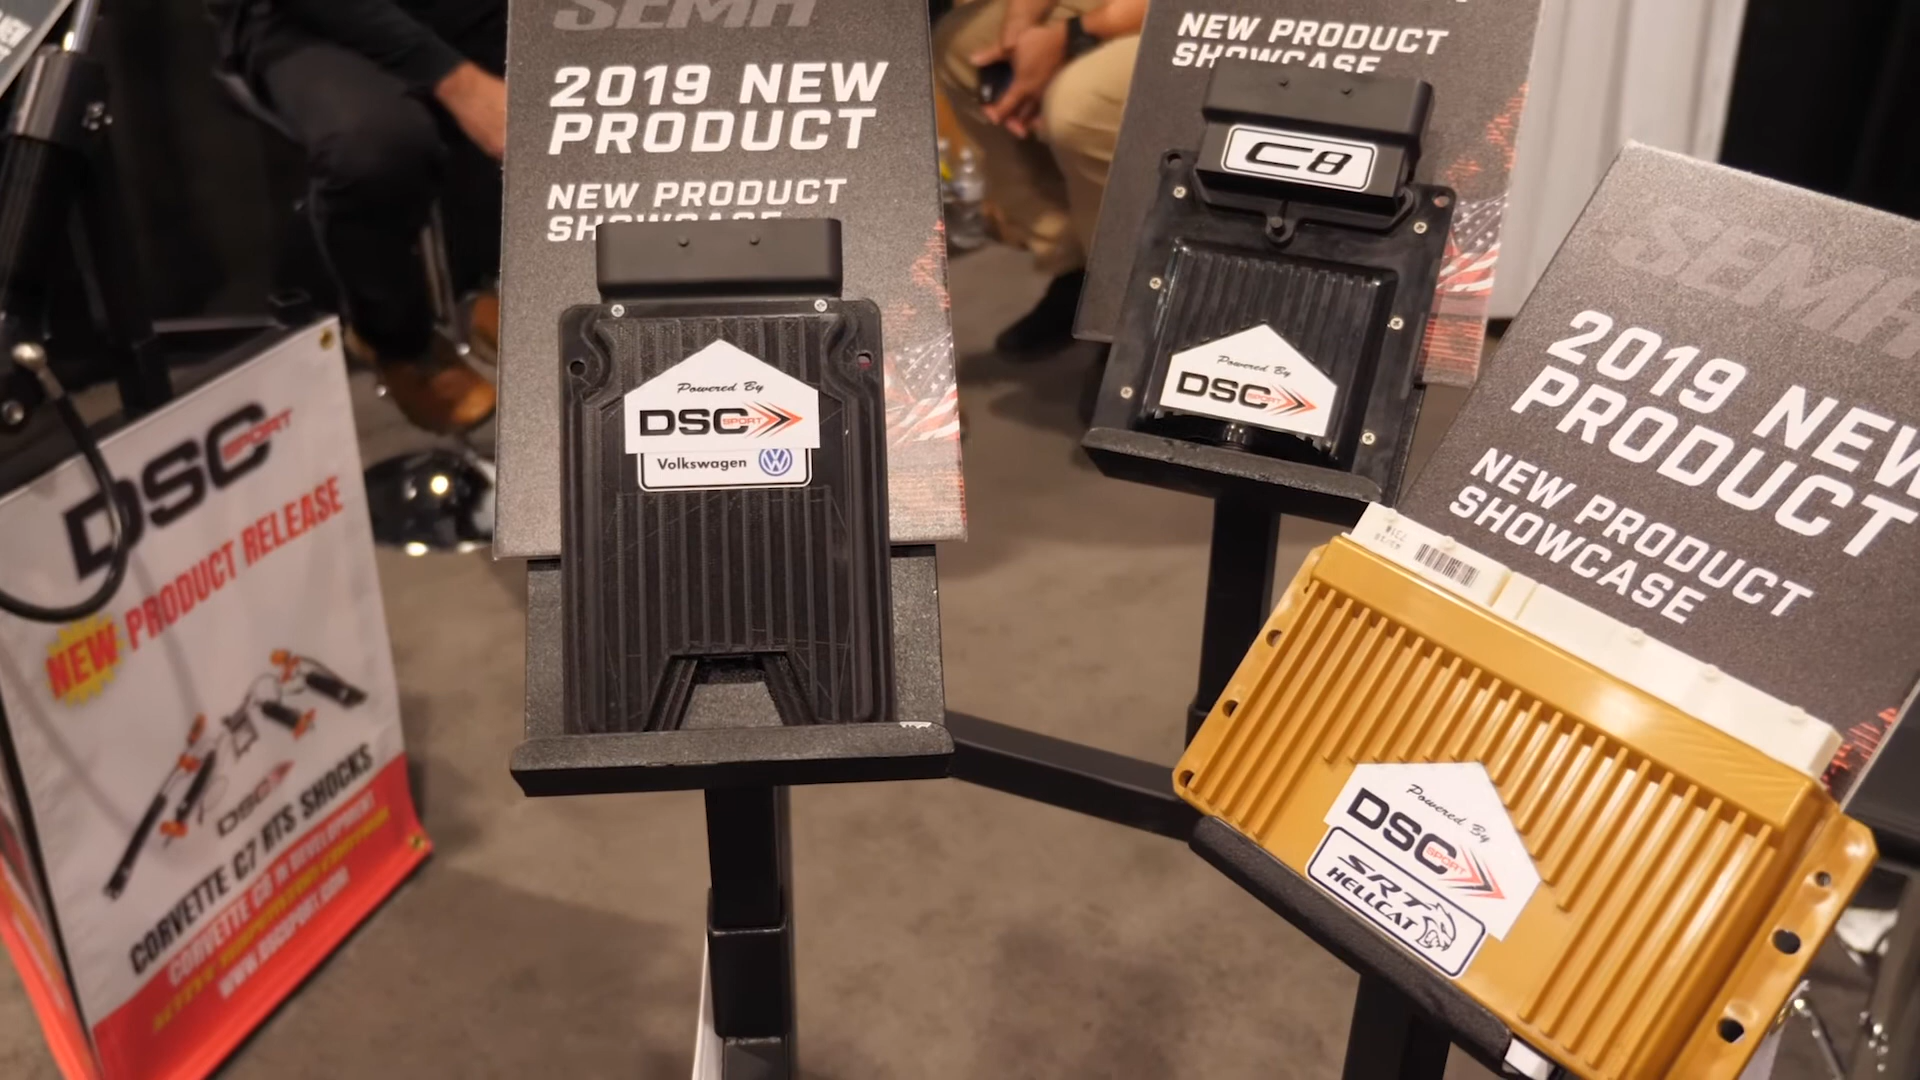 DSC SPORT
NEW PRODUCT RELEASE
DSC
CORVETTE C7 RTS SHOCKS
CORVETTE C8 IN DEVELOPMENT
www.DSCSPORT.com
SEMA
2019 NEW
PRODUCT
NEW PRODUCT
SHOWCASE
Powered By
DSC SPORT
Volkswagen
NEW PRODUCT
SHOWCASE
C8
Powered By
DSC SPORT
SEMA
2019 NEW
PRODUCT
NEW PRODUCT
SHOWCASE
Powered By
DSC SPORT
SRT
HELLCAT